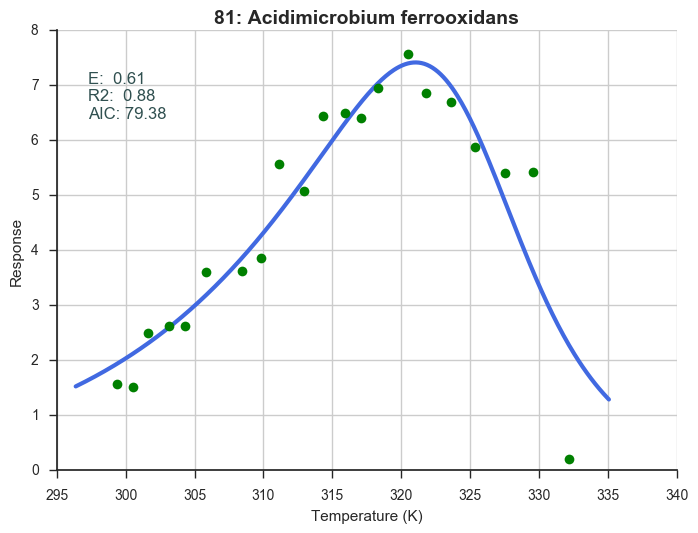 81: Acidimicrobium ferrooxidans
E:  0.61
R2:  0.88
AIC: 79.38
Response
8
7
6
5
4
3
2
1
0
295 300 305 310 315 320 325 330 335 340
Temperature (K)